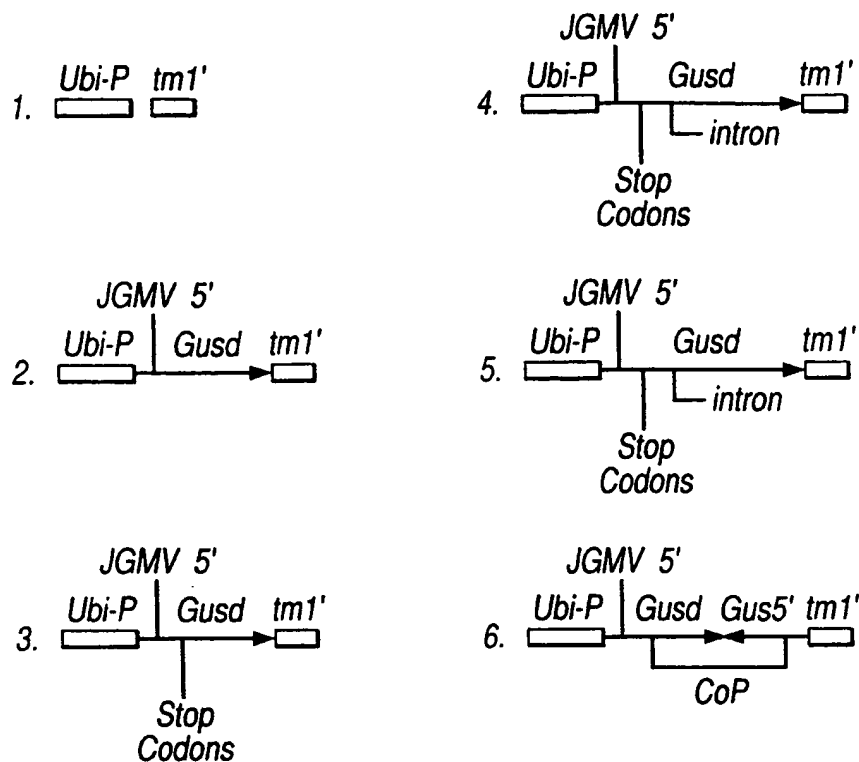 1.
Ubi-P tm1'
2.
JGMV 5'
Ubi-P Gusd tm1'
3.
JGMV 5'
Ubi-P Gusd tm1'
Stop
Codons
4.
JGMV 5'
Ubi-P Gusd tm1'
intron
Stop
Codons
5.
JGMV 5'
Ubi-P Gusd tm1'
intron
Stop
Codons
6.
JGMV 5'
Ubi-P Gusd Gus5' tm1'
CoP